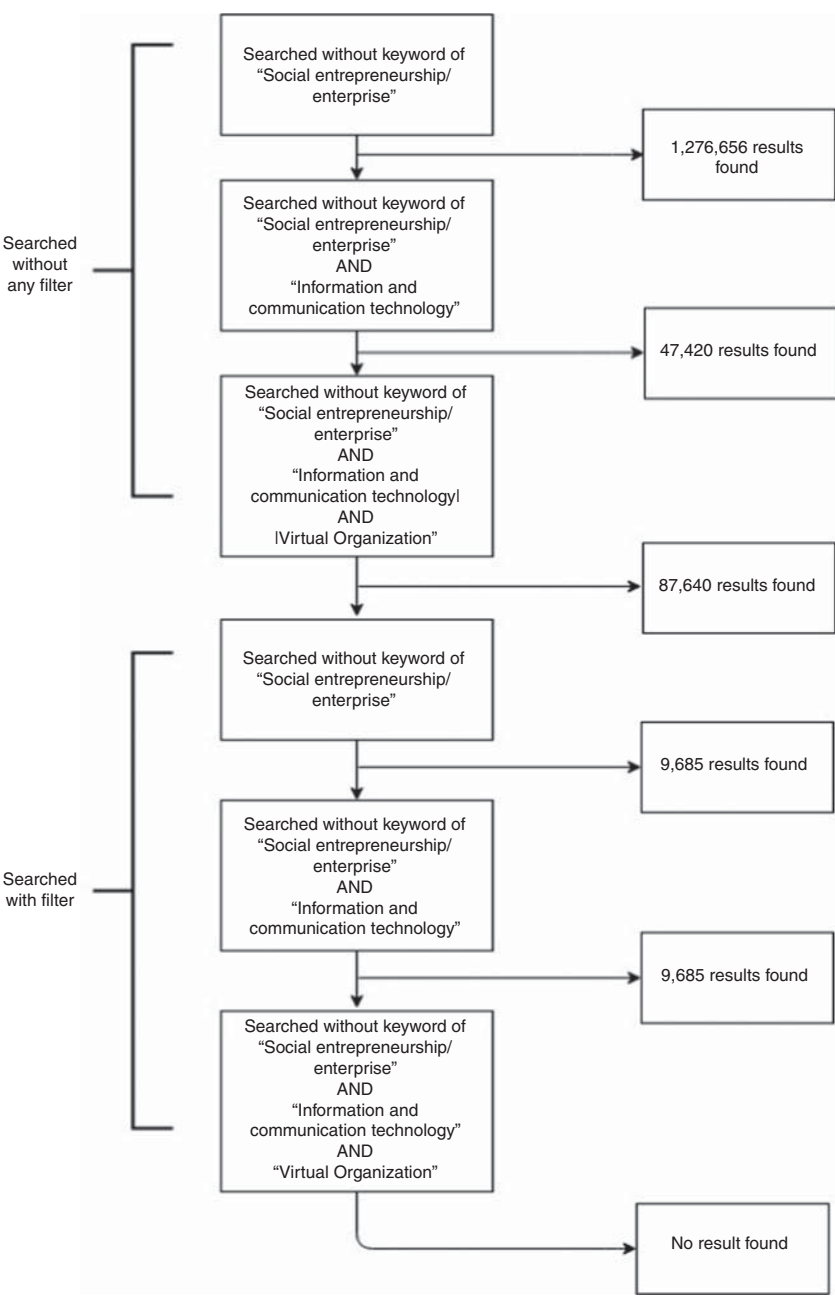 Searched without keyword of
“Social entrepreneurship/
enterprise”
1,276,656 results
found
Searched without keyword of
“Social entrepreneurship/
enterprise”
AND
“Information and
communication technology”
Searched
without
any filter
47,420 results found
Searched without keyword of
“Social entrepreneurship/
enterprise”
AND
“Information and
communication technologyl
AND
lVirtual Organization”
87,640 results found
Searched without keyword of
“Social entrepreneurship/
enterprise”
9,685 results found
Searched without keyword of
“Social entrepreneurship/
enterprise”
AND
“Information and
communication technology”
Searched
with filter
9,685 results found
Searched without keyword of
“Social entrepreneurship/
enterprise”
AND
“Information and
communication technology”
AND
“Virtual Organization”
No result found